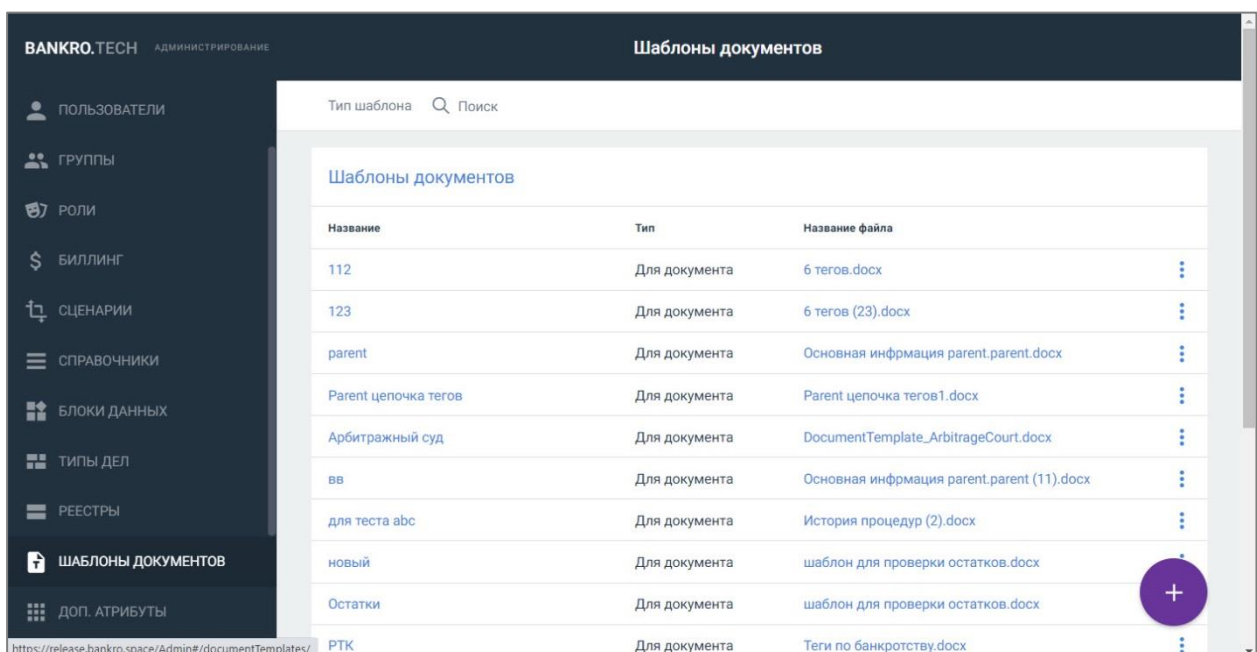 BANKRO.TECH АДМИНИСТРИРОВАНИЕ
Шаблоны документов
ПОЛЬЗОВАТЕЛИ
ГРУППЫ
РОЛИ
БИЛЛИНГ
СЦЕНАРИИ
СПРАВОЧНИКИ
БЛОКИ ДАННЫХ
ТИПЫ ДЕЛ
РЕЕСТРЫ
ШАБЛОНЫ ДОКУМЕНТОВ
ДОП. АТРИБУТЫ
https://release.bankro.space/Admin#/documentTemplates/
Тип шаблона Поиск
Шаблоны документов
Название Тип Название файла
112 Для документа 6 тегов.docx
123 Для документа 6 тегов (23).docx
parent Для документа Основная инфрмация parent.parent.docx
Parent цепочка тегов Для документа Parent цепочка тегов1.docx
Арбитражный суд Для документа DocumentTemplate_ArbitrageCourt.docx
вв Для документа Основная инфрмация parent.parent (11).docx
для теста abc Для документа История процедур (2).docx
новый Для документа шаблон для проверки остатков.docx
Остатки Для документа шаблон для проверки остатков.docx
РТК Для документа Теги по банкротству.docx